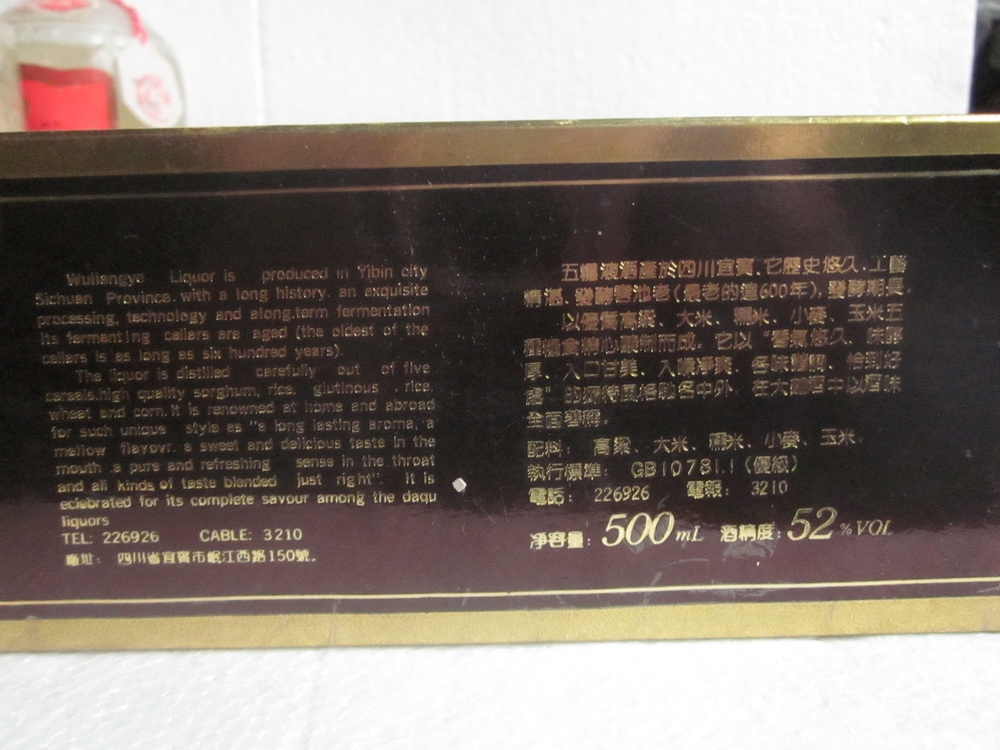 Wuliangye Liquor is produced in Yibin city
Sichuan Province. with a long history. an exquisite
processing, technology and along.term fermentation
Its fermenting cellars are aged (the oldest of the
cellars is as long as six hundred years).
The liquor is distilled carefully out of five
cereals.high quality sorghum, rice, glutinous rice.
wheat and corn. it is renowned at home and abroad
for such unique style as "a long lasting aroma, a
mellow flavour. a sweet and delicious taste in the
mouth .a pure and refreshing sense in the throat
and all kinds of taste blended just right". It is
eclebrated for its complete savour among the daqu
liquors
TEL: 226926 CABLE: 3210
廠址: 四川省宜賓市岷江西路150號。
五糧液酒產於四川宜賓、它歷史悠久、工藝
精湛、發酵窖池老(最老的達600年),發酵期長。
以優質高粱、大米、糯米、小麥、玉米五
種糧食精心釀制而成。它以“香氣悠久、味醇
厚、入口甘美、入喉淨爽、各味諧調、恰到好
處”的獨特風格馳名中外，在大麯酒中以酒味
全面著稱。
配料: 高粱、大米、糯米、小麥、玉米。
執行標準: GB10781.1 (優級)
電話: 226926 電報: 3210
净容量: 500mL 酒精度: 52%VOL